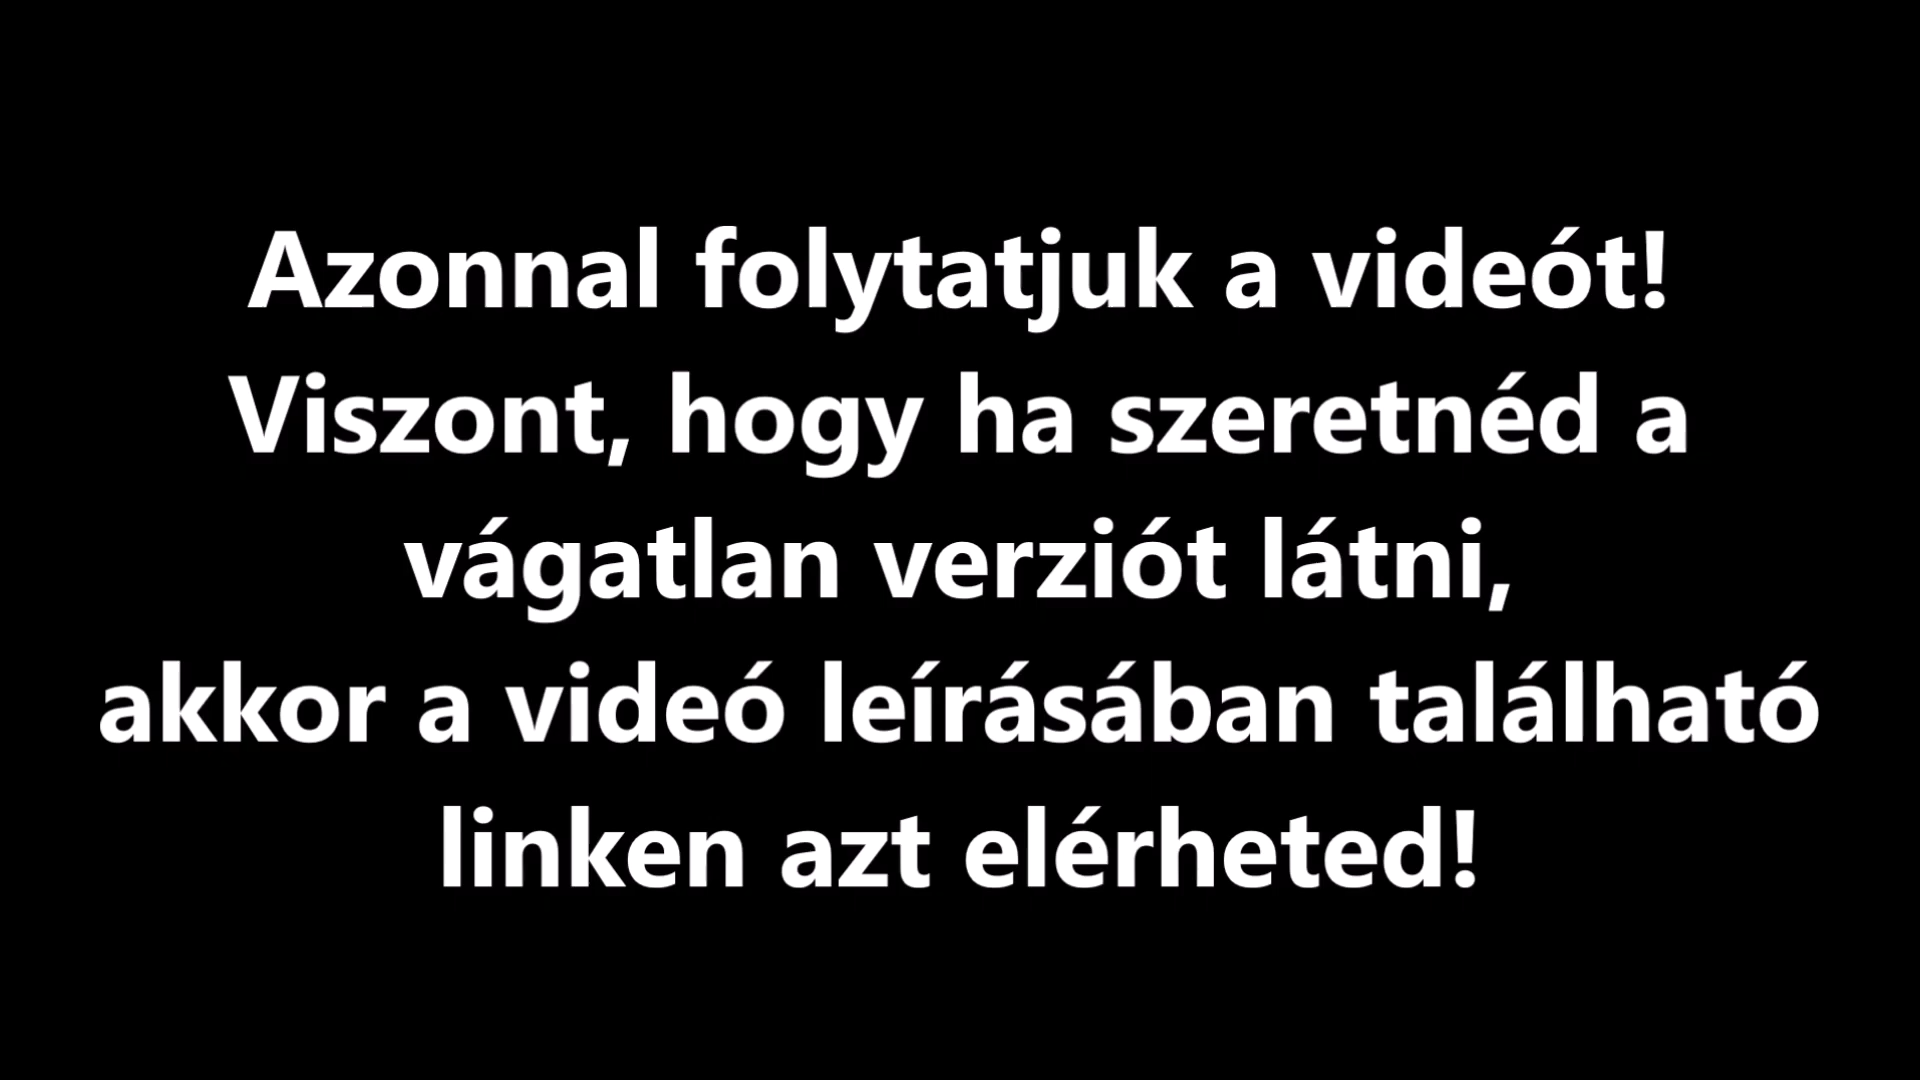 Azonnal folytatjuk a videót!
Viszont, hogy ha szeretnéd a
vágatlan verziót látni,
akkor a videó leírásában található
linken azt elérheted!